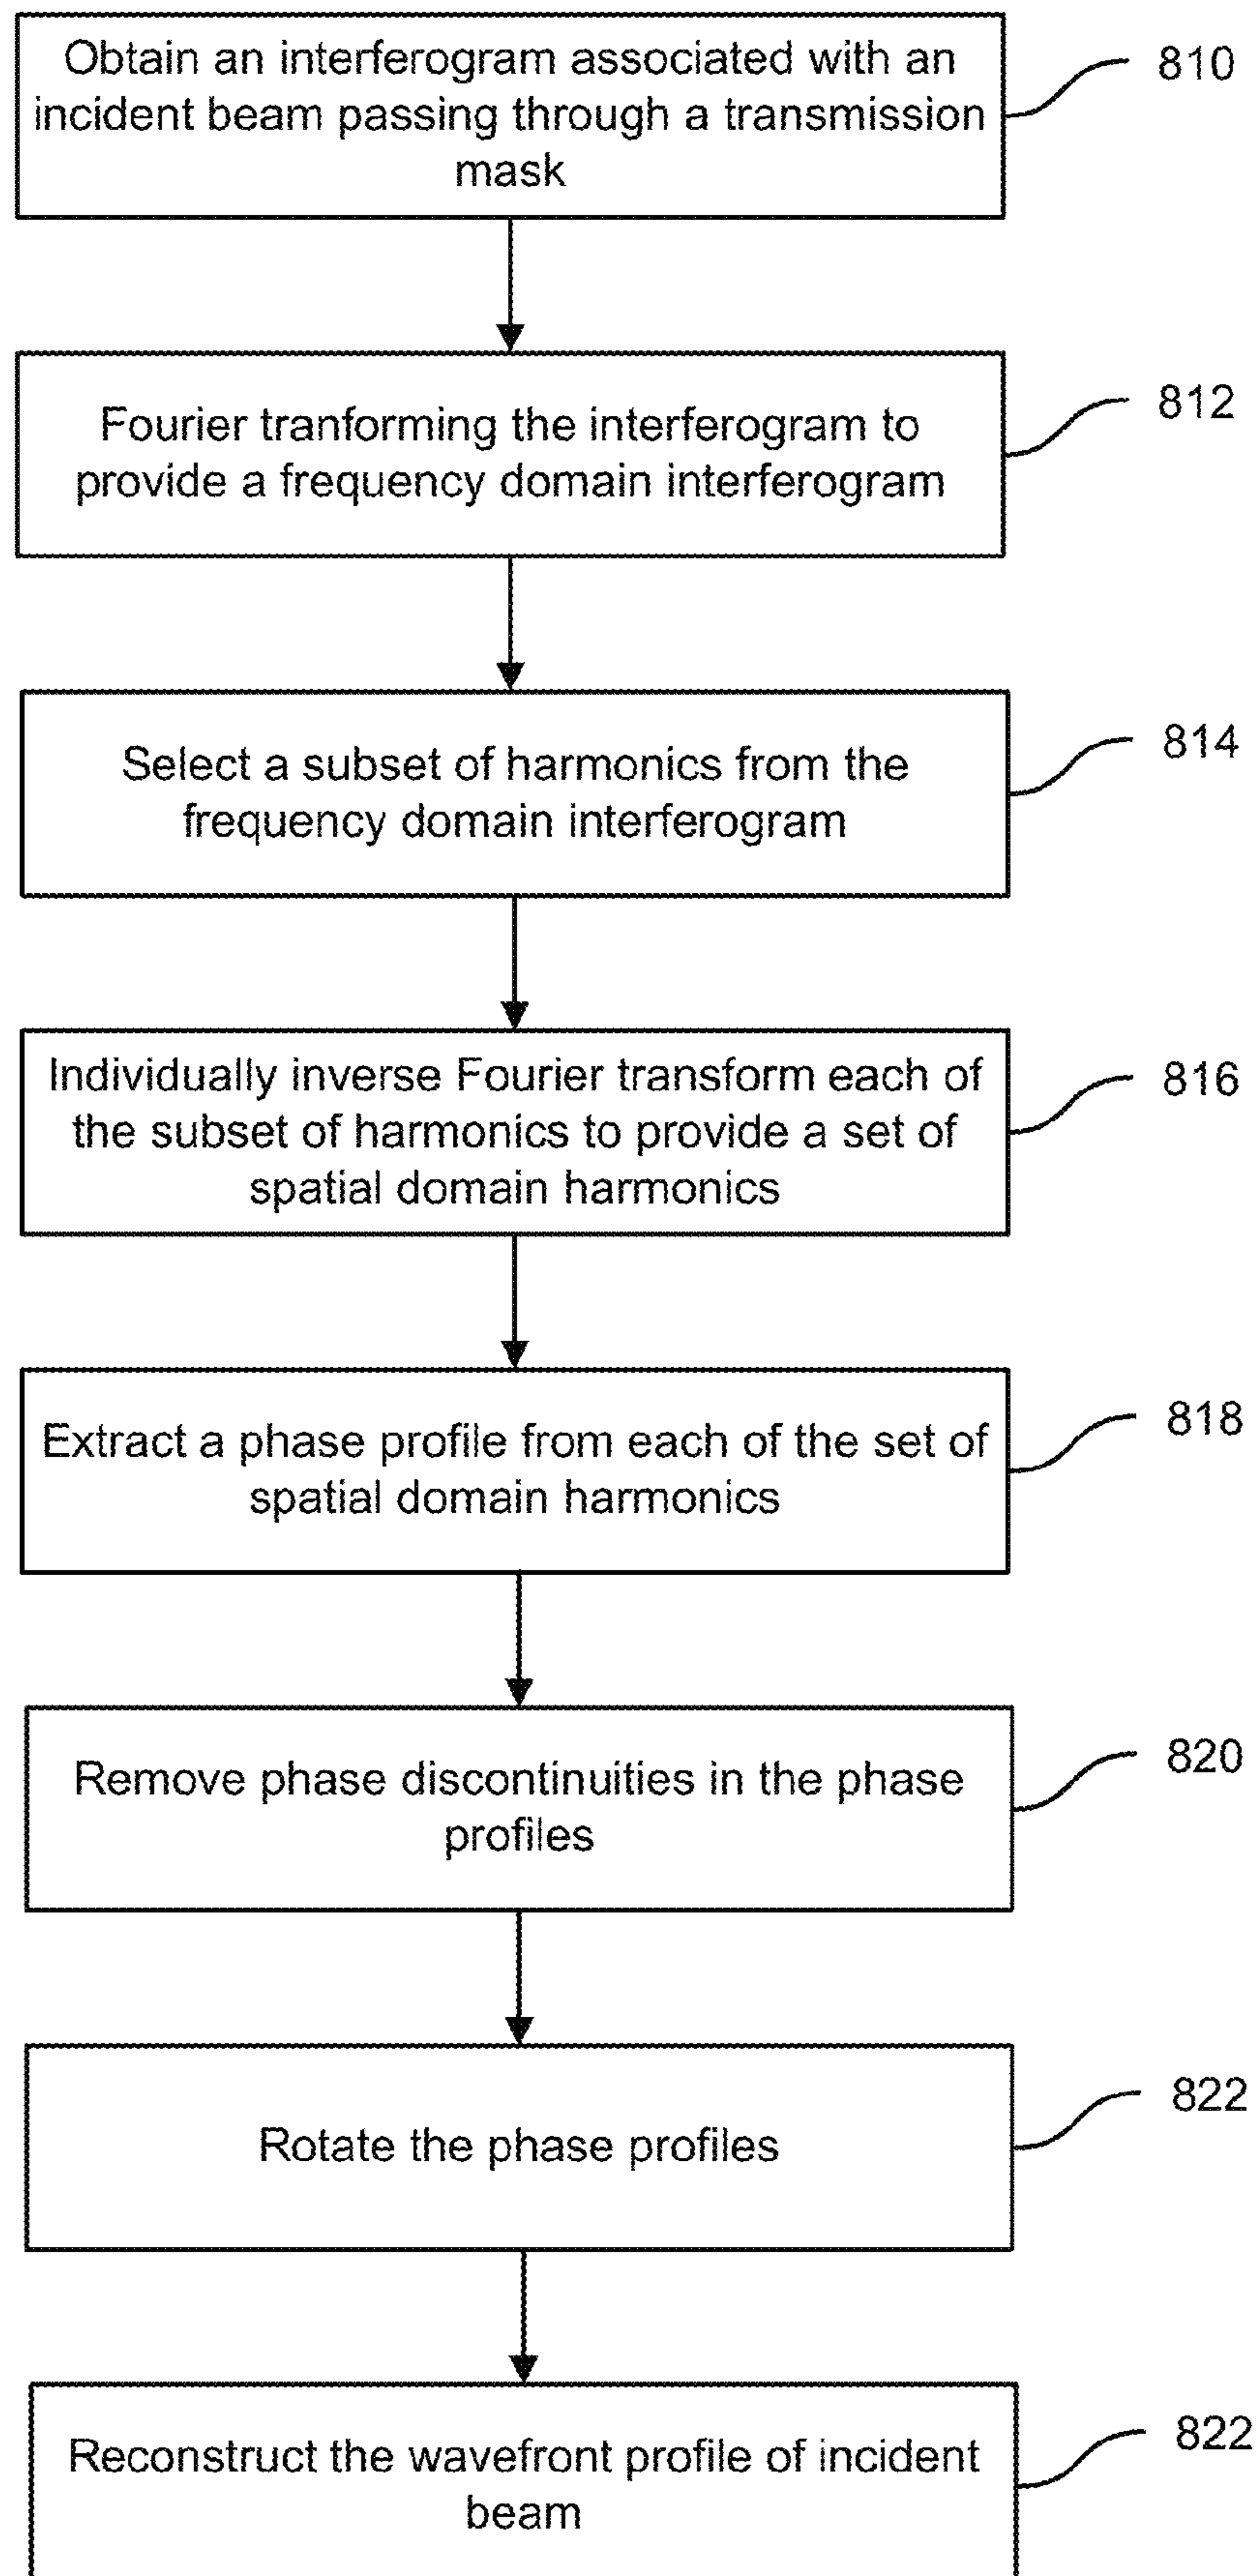 Obtain an interferogram associated with an
incident beam passing through a transmission
mask
810
Fourier tranforming the interferogram to
provide a frequency domain interferogram
812
Select a subset of harmonics from the
frequency domain interferogram
814
Individually inverse Fourier transform each of
the subset of harmonics to provide a set of
spatial domain harmonics
816
Extract a phase profile from each of the set of
spatial domain harmonics
818
Remove phase discontinuities in the phase
profiles
820
Rotate the phase profiles
822
Reconstruct the wavefront profile of incident
beam
822